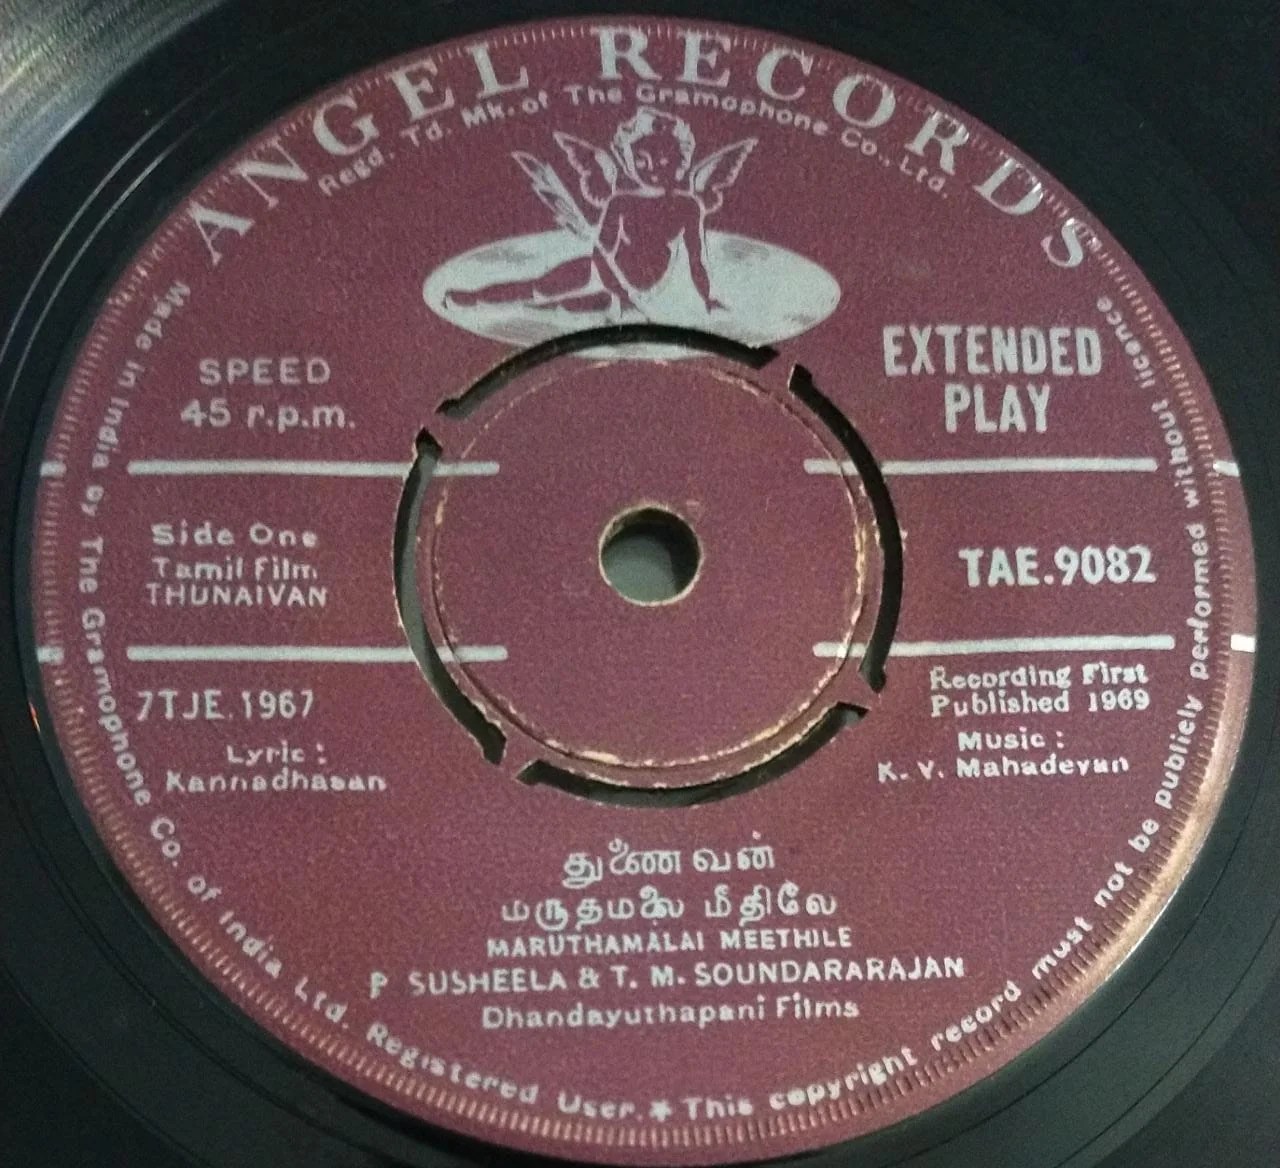 ANGEL RECORDS
Regd. Td. Mk. of The Gramophone Co., Ltd.
SPEED
45 r.p.m.
EXTENDED
PLAY
Side One
Tamil Film
THUNAIVAN
TAE.9082
7TJE.1967
Lyric :
Kannadhasan
Recording First
Published 1969
Music :
K. V. Mahadevan
துணைவன்
மருதமலை மீதிலே
MARUTHAMALAI MEETHILE
P SUSHEELA & T. M. SOUNDARARAJAN
Dhandayuthapani Films
Made in India by The Gramophone Co. of India Ltd. Registered User. * This copyright record must not be publicly performed without licence